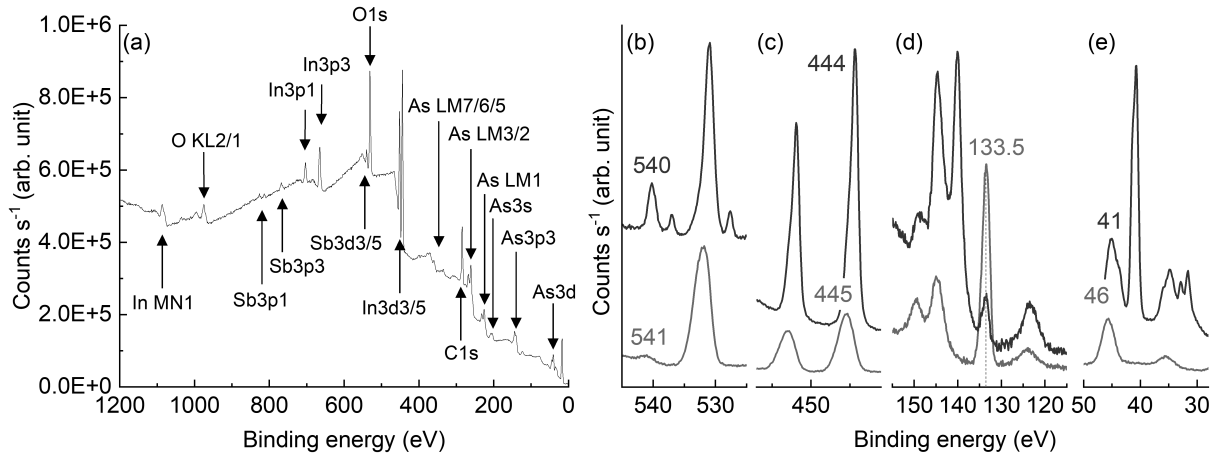 (a)
O1s
In3p3
In3p1
O KL2/1
As LM7/6/5
As LM3/2
As LM1
As3s
As3p3
As3d
In MN1
Sb3p1
Sb3p3
Sb3d3/5
In3d3/5
C1s
1.0E+6
8.0E+5
6.0E+5
4.0E+5
2.0E+5
0.0E+0
Counts s-1 (arb. unit)
1200 1000 800 600 400 200 0
Binding energy (eV)
(b)
540
541
(c)
444
445
(d)
133.5
(e)
41
46
Counts s-1 (arb. unit)
540 530
445
150 140 130 120
50 40 30
Binding energy (eV)